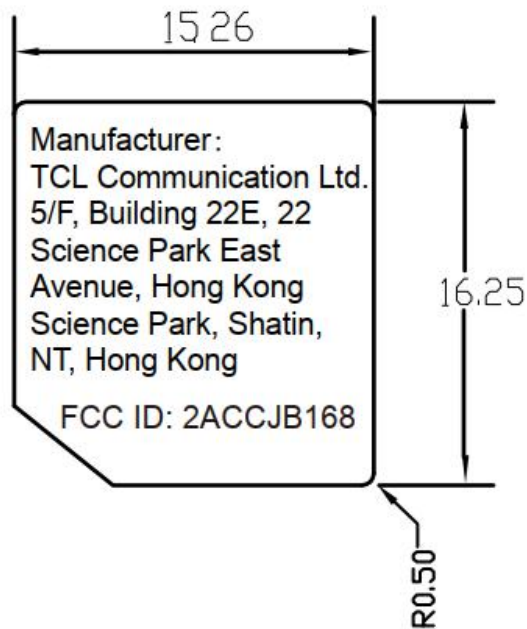 15 26
Manufacturer:
TCL Communication Ltd.
5/F, Building 22E, 22
Science Park East
Avenue, Hong Kong
Science Park, Shatin,
NT, Hong Kong
FCC ID: 2ACCJB168
16.25
R0.50